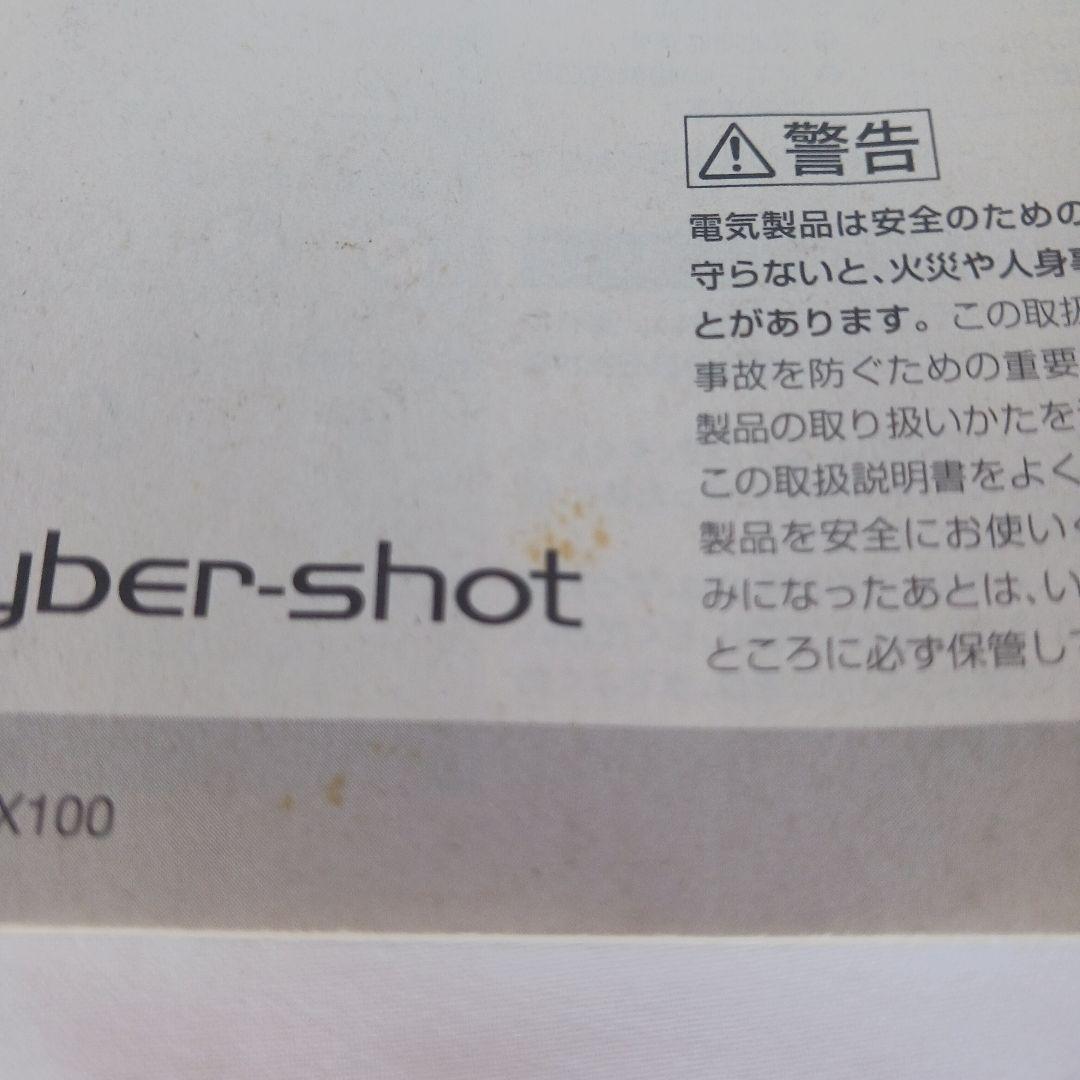 警告
電気製品は安全のための
守らないと、火災や人身事
とがあります。この取扱
事故を防ぐための重要
製品の取り扱いかたを
この取扱説明書をよく
製品を安全にお使い
みになったあとは、い
ところに必ず保管して
yber-shot
X100